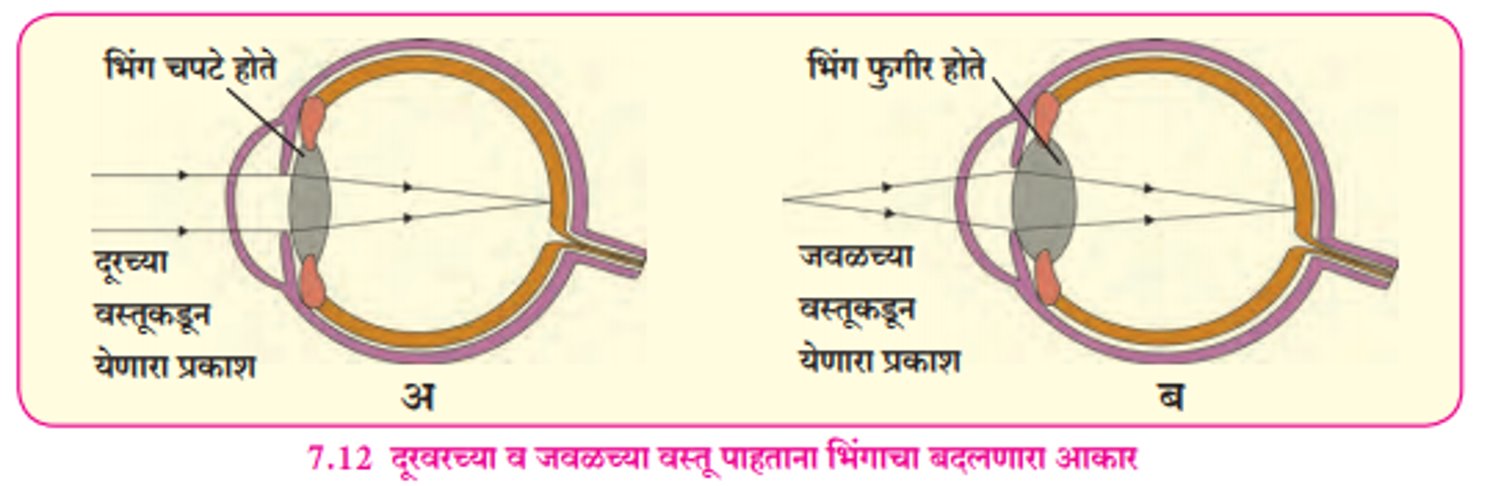 भिंग चपटे होते
दूरच्या
वस्तूकडून
येणारा प्रकाश
अ
भिंग फुगीर होते
जवळच्या
वस्तूकडून
येणारा प्रकाश
ब
7.12 दूरवरच्या व जवळच्या वस्तू पाहताना भिंगाचा बदलणारा आकार